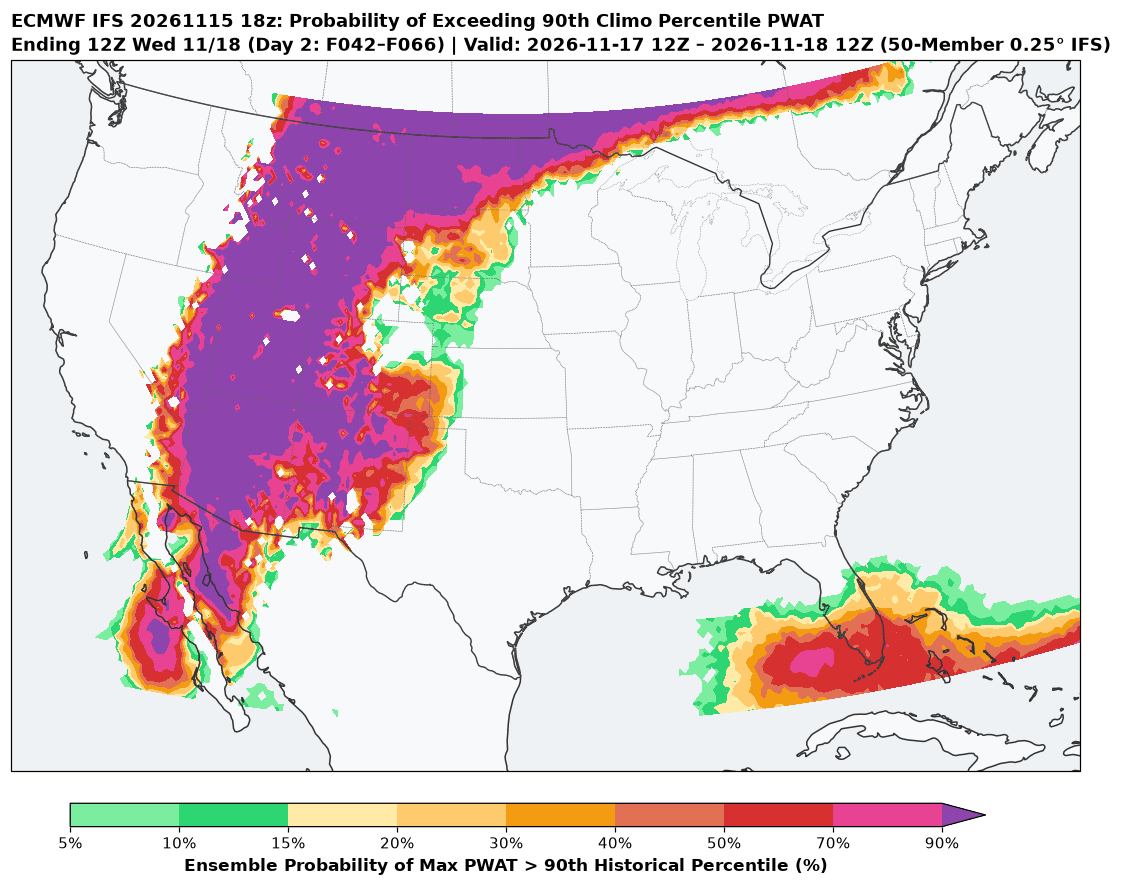 ECMWF IFS 20261115 18z: Probability of Exceeding 90th Climo Percentile PWAT
Ending 12Z Wed 11/18 (Day 2: F042–F066) | Valid: 2026-11-17 12Z – 2026-11-18 12Z (50-Member 0.25° IFS)
5% 10% 15% 20% 30% 40% 50% 70% 90%
Ensemble Probability of Max PWAT > 90th Historical Percentile (%)